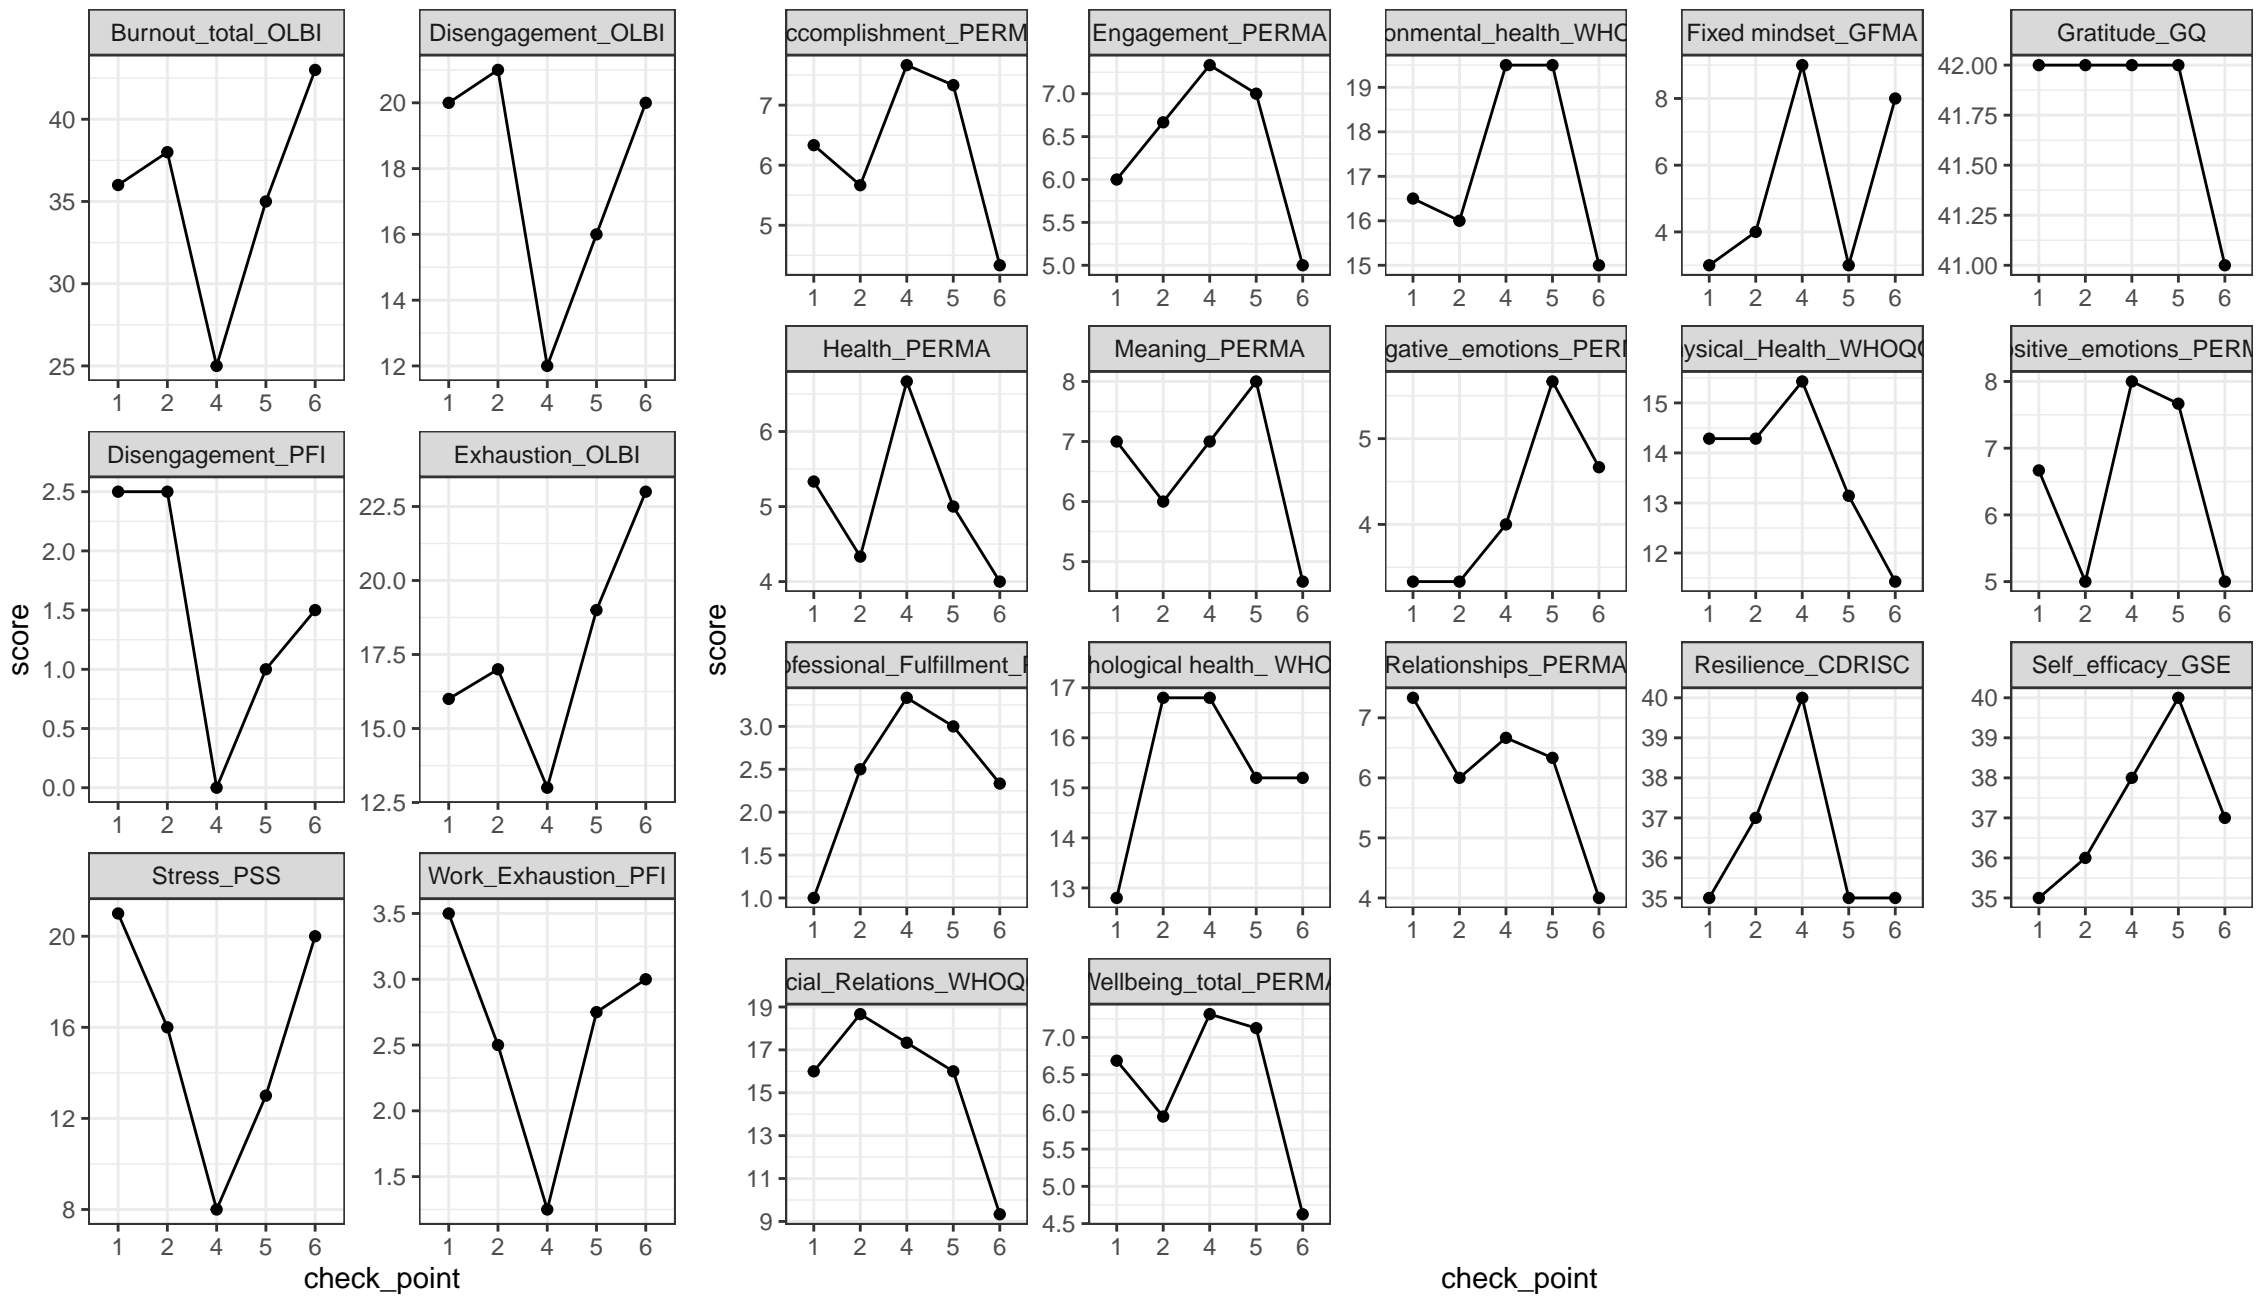 Burnout_total_OLBI
40
35
30
25
1 2 4 5 6
Disengagement_OLBI
20
18
16
14
12
1 2 4 5 6
Disengagement_PFI
2.5
2.0
1.5
1.0
0.5
0.0
1 2 4 5 6
Exhaustion_OLBI
22.5
20.0
17.5
15.0
12.5
1 2 4 5 6
Stress_PSS
20
16
12
8
1 2 4 5 6
Work_Exhaustion_PFI
3.5
3.0
2.5
2.0
1.5
1 2 4 5 6
score
check_point
ccomplishment_PERM
7
6
5
1 2 4 5 6
Engagement_PERMA
7.0
6.5
6.0
5.5
5.0
1 2 4 5 6
onmental_health_WHO
19
18
17
16
15
1 2 4 5 6
Fixed mindset_GFMA
8
6
4
1 2 4 5 6
Gratitude_GQ
42.00
41.75
41.50
41.25
41.00
1 2 4 5 6
Health_PERMA
6
5
4
1 2 4 5 6
Meaning_PERMA
8
7
6
5
1 2 4 5 6
gative_emotions_PER
5
4
1 2 4 5 6
ysical_Health_WHOQ
15
14
13
12
1 2 4 5 6
sitive_emotions_PERM
8
7
6
5
1 2 4 5 6
ofessional_Fulfillment_
3.0
2.5
2.0
1.5
1.0
1 2 4 5 6
hological health_ WHO
17
16
15
14
13
1 2 4 5 6
Relationships_PERMA
7
6
5
4
1 2 4 5 6
Resilience_CDRISC
40
39
38
37
36
35
1 2 4 5 6
Self_efficacy_GSE
40
39
38
37
36
35
1 2 4 5 6
cial_Relations_WHOQ
19
17
15
13
11
9
1 2 4 5 6
Wellbeing_total_PERMA
7.0
6.5
6.0
5.5
5.0
4.5
1 2 4 5 6
score
check_point